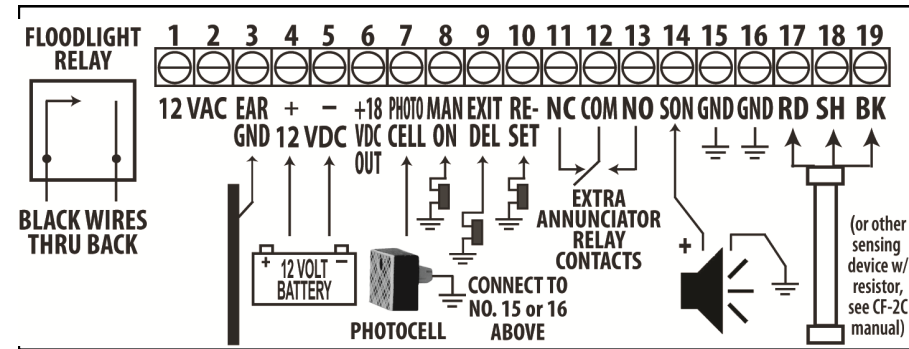 FLOODLIGHT
RELAY
BLACK WIRES
THRU BACK
1 2 3 4 5 6 7 8 9 10 11 12 13 14 15 16 17 18 19
12 VAC EAR + − +18 PHOTO MAN EXIT RE- NC COM NO SON GND GND RD SH BK
GND 12 VDC VDC CELL ON DEL SET
OUT
+ 12 VOLT −
BATTERY
PHOTOCELL
CONNECT TO
NO. 15 or 16
ABOVE
EXTRA
ANNUNCIATOR
RELAY
CONTACTS
+
(or other
sensing
device w/
resistor,
see CF-2C
manual)